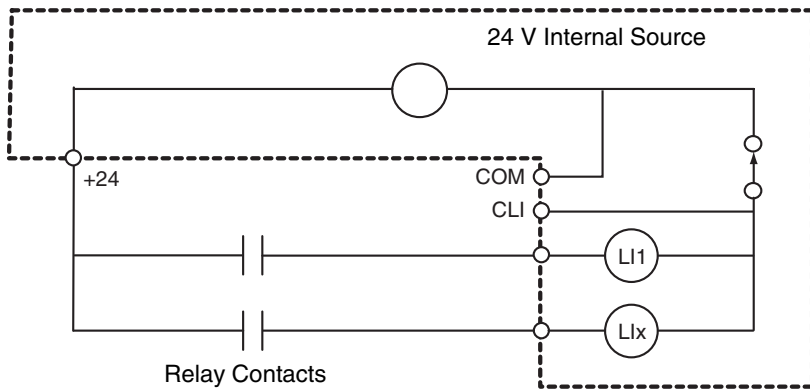 24 V Internal Source
+24
COM
CLI
LI1
LIx
Relay Contacts